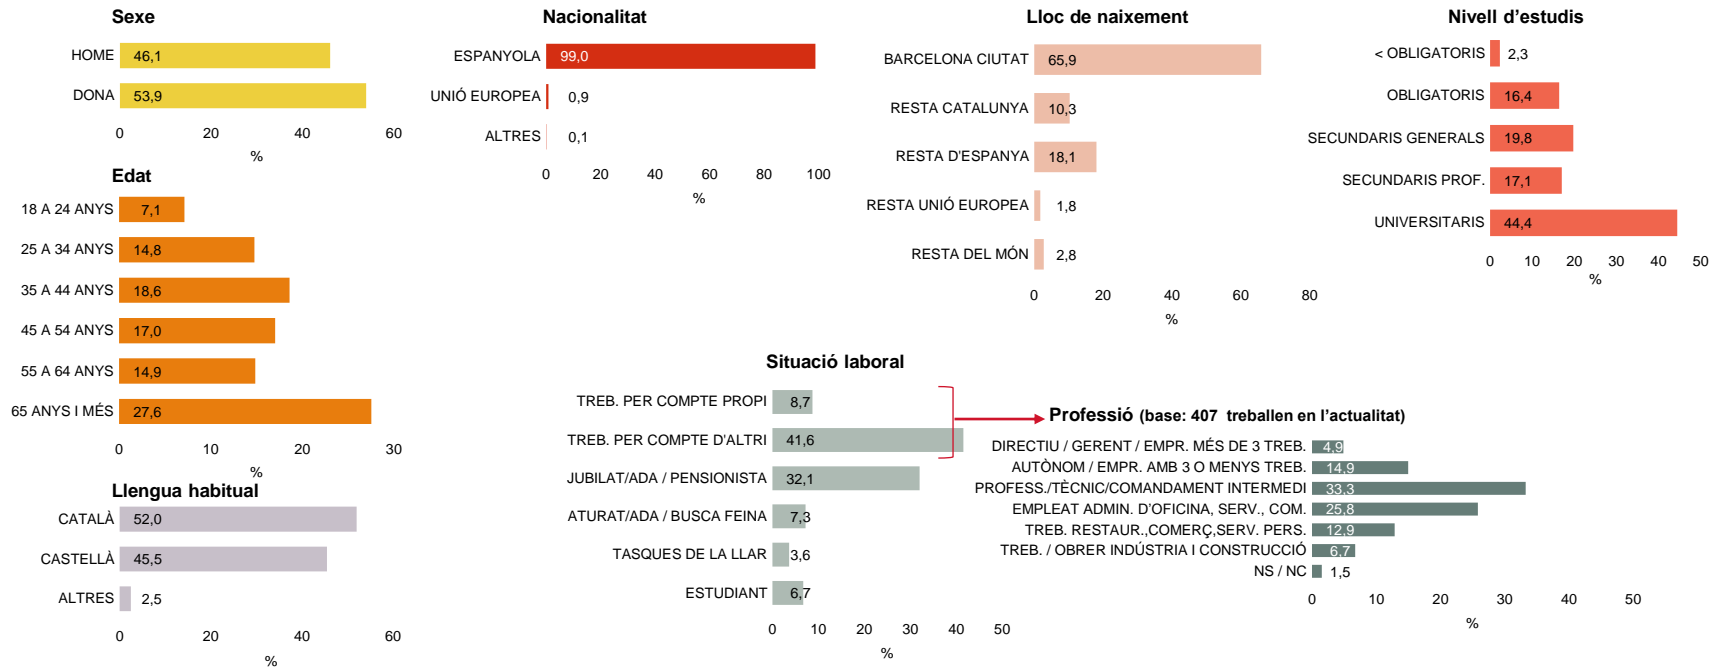 Sexe
HOME 46,1
DONA 53,9
0 20 40 60
%
Edat
18 A 24 ANYS 7,1
25 A 34 ANYS 14,8
35 A 44 ANYS 18,6
45 A 54 ANYS 17,0
55 A 64 ANYS 14,9
65 ANYS I MÉS 27,6
0 10 20 30
%
Llengua habitual
CATALÀ 52,0
CASTELLÀ 45,5
ALTRES 2,5
0 20 40 60
%
Nacionalitat
ESPANYOLA 99,0
UNIÓ EUROPEA 0,9
ALTRES 0,1
0 20 40 60 80 100
%
Lloc de naixement
BARCELONA CIUTAT 65,9
RESTA CATALUNYA 10,3
RESTA D'ESPANYA 18,1
RESTA UNIÓ EUROPEA 1,8
RESTA DEL MÓN 2,8
0 20 40 60 80
%
Nivell d’estudis
< OBLIGATORIS 2,3
OBLIGATORIS 16,4
SECUNDARIS GENERALS 19,8
SECUNDARIS PROF. 17,1
UNIVERSITARIS 44,4
0 10 20 30 40 50
%
Situació laboral
TREB. PER COMPTE PROPI 8,7
TREB. PER COMPTE D'ALTRI 41,6
JUBILAT/ADA / PENSIONISTA 32,1
ATURAT/ADA / BUSCA FEINA 7,3
TASQUES DE LA LLAR 3,6
ESTUDIANT 6,7
0 10 20 30 40 50
%
Professió (base: 407 treballen en l’actualitat)
DIRECTIU / GERENT / EMPR. MÉS DE 3 TREB. 4,9
AUTÒNOM / EMPR. AMB 3 O MENYS TREB. 14,9
PROFESS./TÈCNIC/COMANDAMENT INTERMEDI 33,3
EMPLEAT ADMIN. D’OFICINA, SERV., COM. 25,8
TREB. RESTAUR.,COMERÇ,SERV. PERS. 12,9
TREB. / OBRER INDÚSTRIA I CONSTRUCCIÓ 6,7
NS / NC 1,5
0 10 20 30 40 50
%